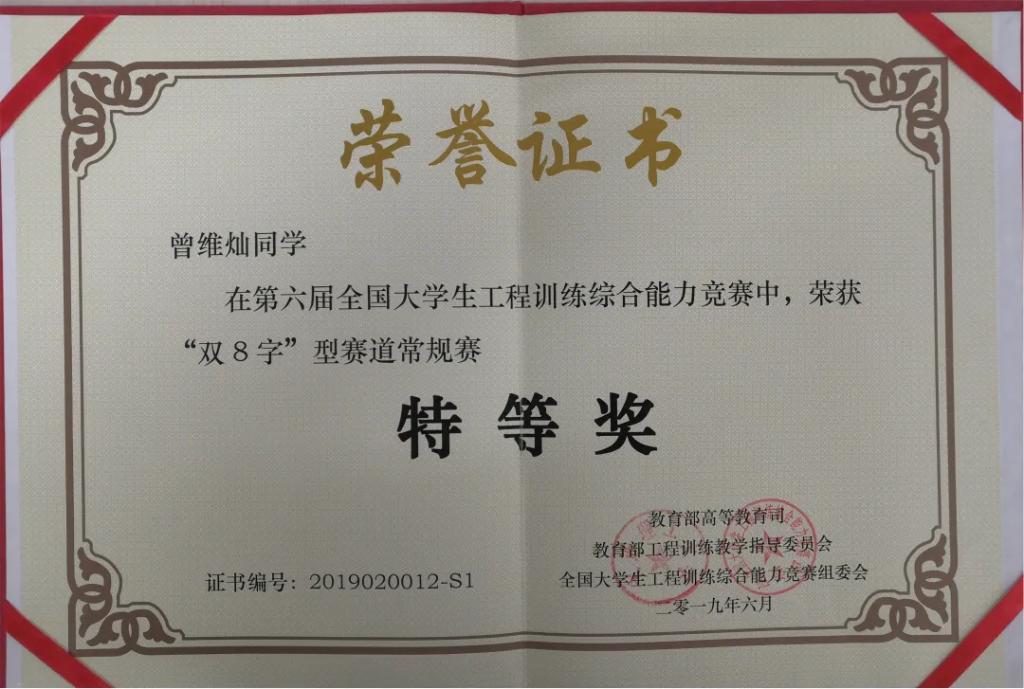 荣誉证书
曾维灿同学
在第六届全国大学生工程训练综合能力竞赛中，荣获
“双8字”型赛道常规赛
特等奖
教育部高等教育司
教育部工程训练教学指导委员会
证书编号：2019020012-S1
全国大学生工程训练综合能力竞赛组委会
二零一九年六月